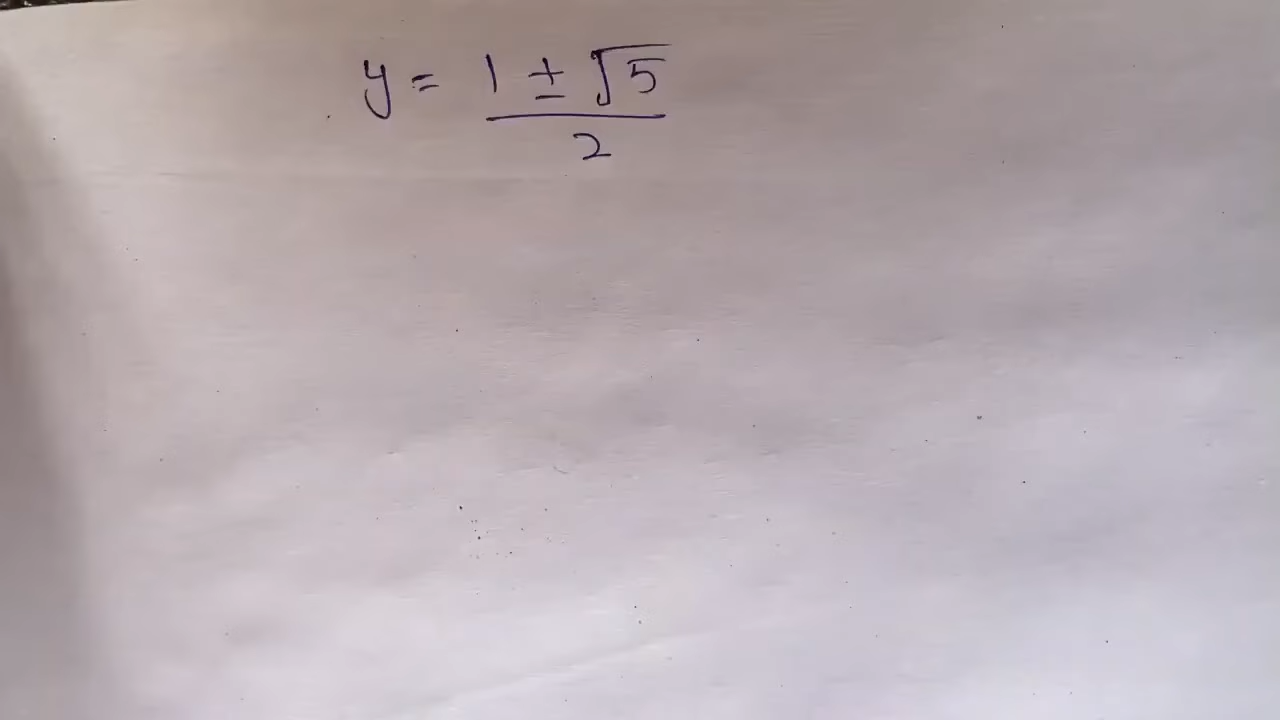 y = (1 ± √5) / 2